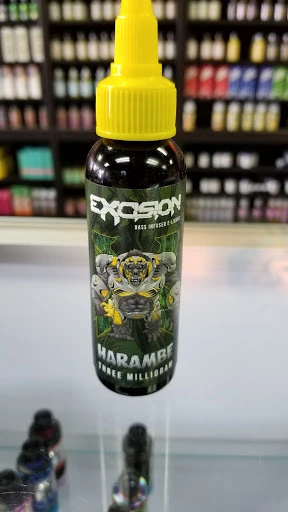 EXCISION
BASS INFUSED E-LIQUID
HARAMBE
THREE MILLIGRAM